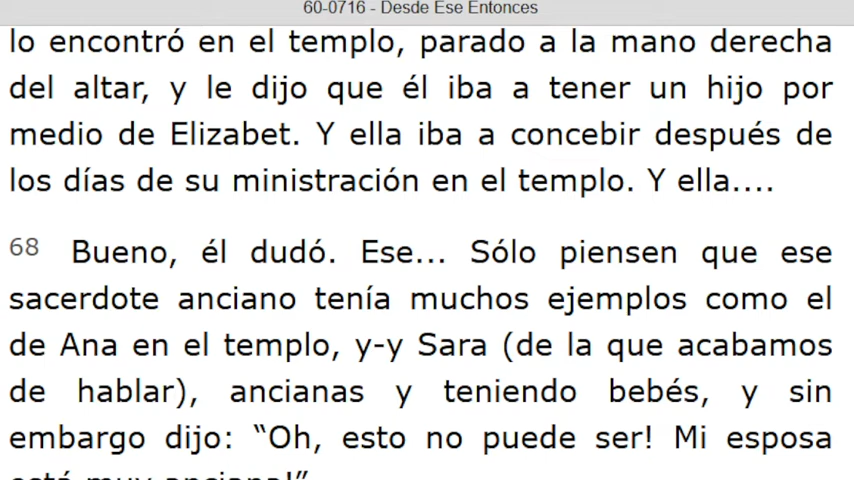 60-0716 - Desde Ese Entonces
lo encontró en el templo, parado a la mano derecha
del altar, y le dijo que él iba a tener un hijo por
medio de Elizabet. Y ella iba a concebir después de
los días de su ministración en el templo. Y ella....
68 Bueno, él dudó. Ese... Sólo piensen que ese
sacerdote anciano tenía muchos ejemplos como el
de Ana en el templo, y-y Sara (de la que acabamos
de hablar), ancianas y teniendo bebés, y sin
embargo dijo: “Oh, esto no puede ser! Mi esposa
está muy anciana!”